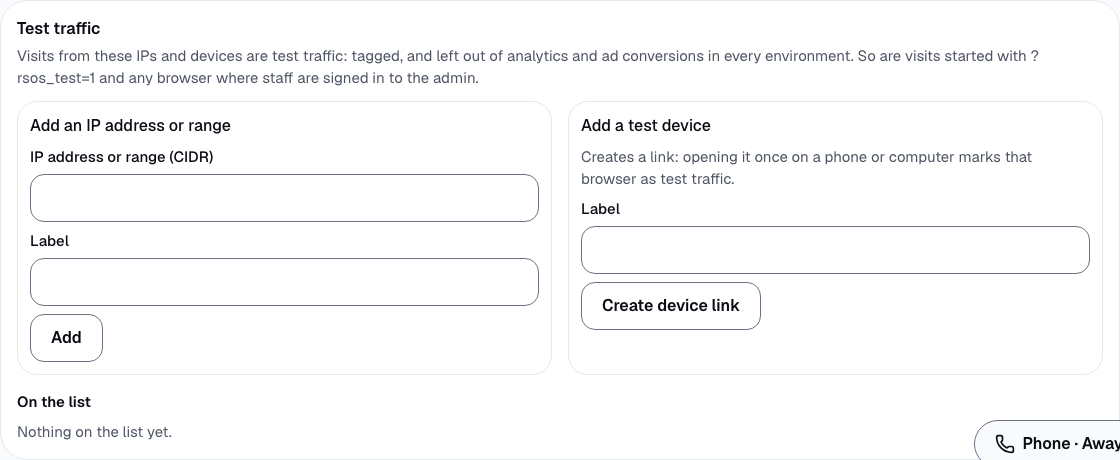 Test traffic
Visits from these IPs and devices are test traffic: tagged, and left out of analytics and ad conversions in every environment. So are visits started with ?
rsos_test=1 and any browser where staff are signed in to the admin.
Add an IP address or range
IP address or range (CIDR)
Label
Add
Add a test device
Creates a link: opening it once on a phone or computer marks that
browser as test traffic.
Label
Create device link
On the list
Nothing on the list yet.
Phone · Away